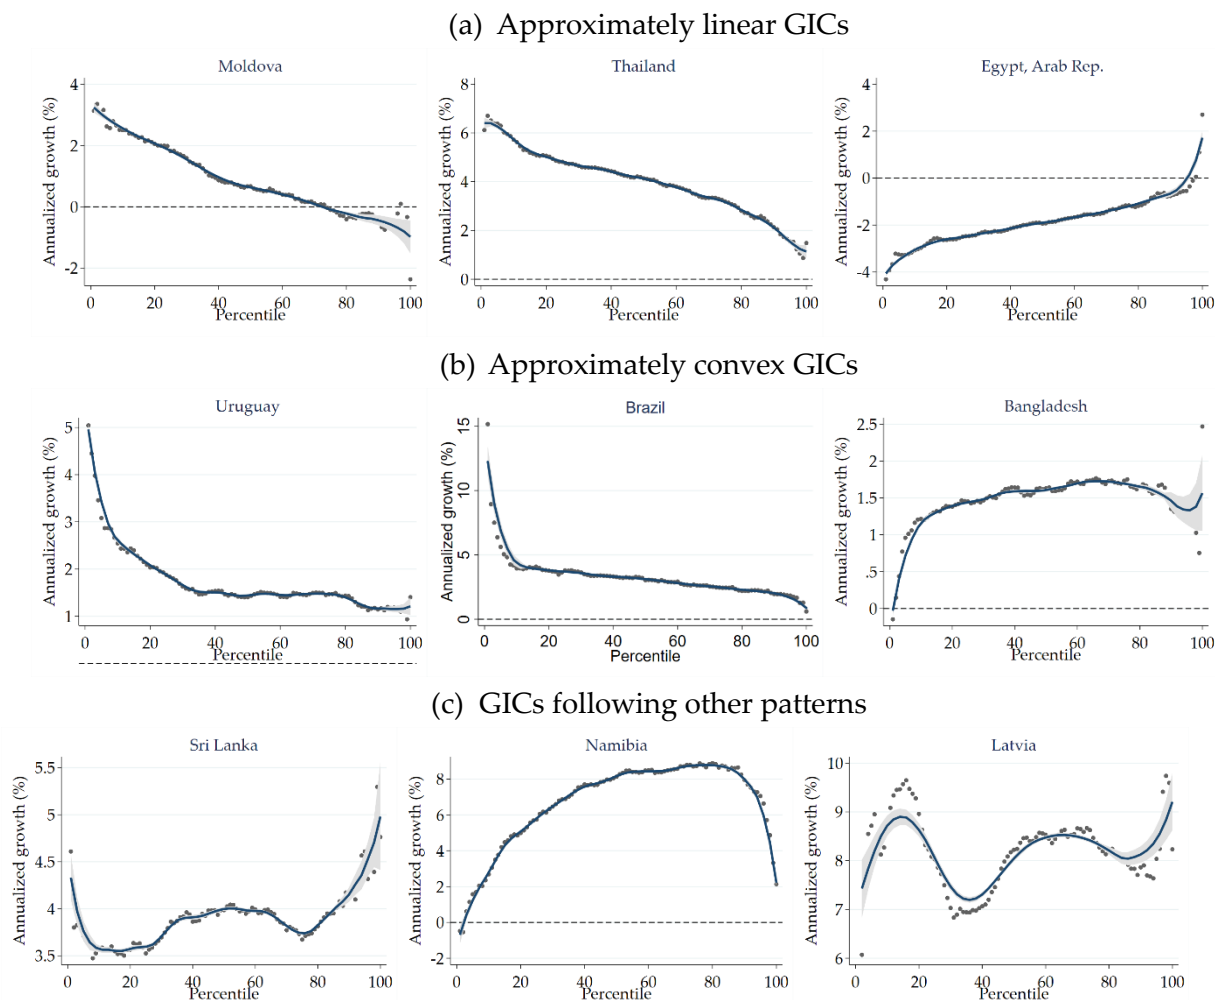 (a) Approximately linear GICs
Moldova
Annualized growth (%)
4
2
0
-2
0 20 40 60 80 100
Percentile
Thailand
Annualized growth (%)
8
6
4
2
0
0 20 40 60 80 100
Percentile
Egypt, Arab Rep.
Annualized growth (%)
4
2
0
-2
-4
0 20 40 60 80 100
Percentile
(b) Approximately convex GICs
Uruguay
Annualized growth (%)
5
4
3
2
1
0 20 40 60 80 100
Percentile
Brazil
Annualized growth (%)
15
10
5
0
0 20 40 60 80 100
Percentile
Bangladesh
Annualized growth (%)
2.5
2
1.5
1
.5
0
0 20 40 60 80 100
Percentile
(c) GICs following other patterns
Sri Lanka
Annualized growth (%)
5.5
5
4.5
4
3.5
0 20 40 60 80 100
Percentile
Namibia
Annualized growth (%)
8
6
4
2
0
-2
0 20 40 60 80 100
Percentile
Latvia
Annualized growth (%)
10
9
8
7
6
0 20 40 60 80 100
Percentile